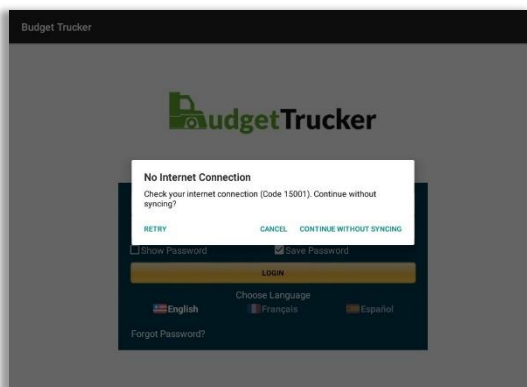 Budget Trucker
BudgetTrucker
No Internet Connection
Check your internet connection (Code 15001). Continue without
syncing?
RETRY CANCEL CONTINUE WITHOUT SYNCING
Show Password Save Password
LOGIN
Choose Language
English Français Español
Forgot Password?